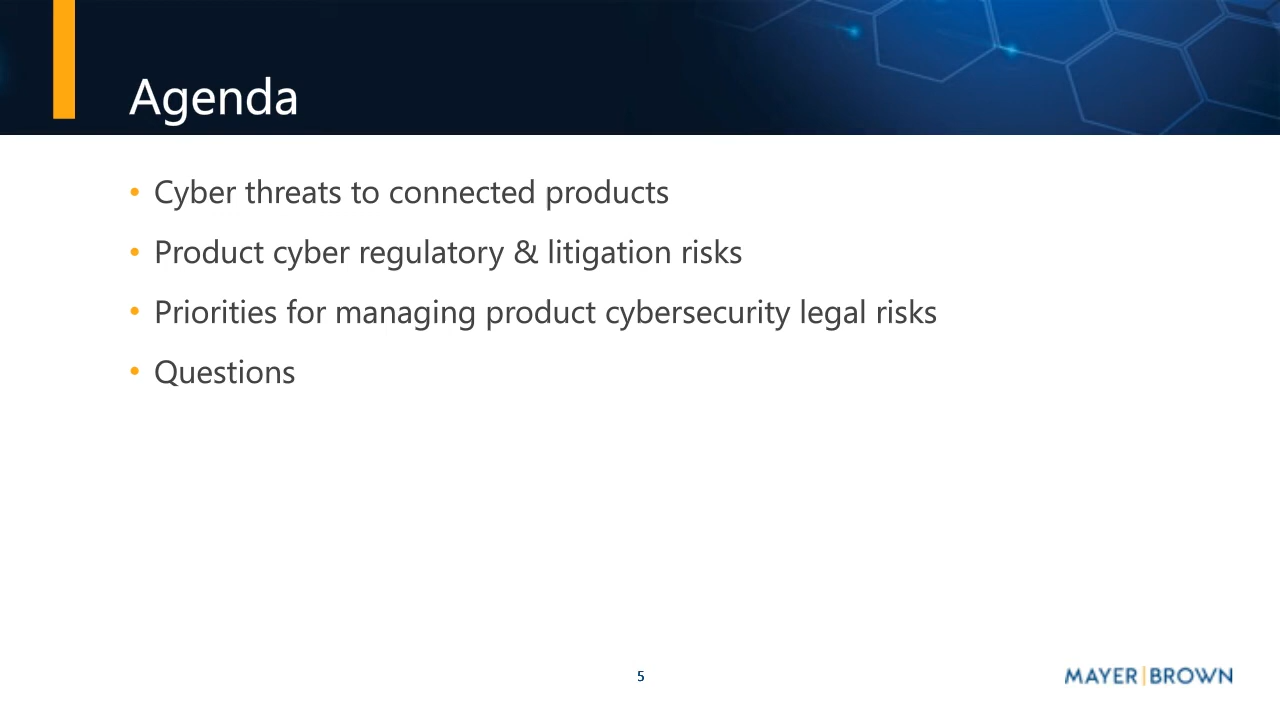 Agenda
• Cyber threats to connected products
• Product cyber regulatory & litigation risks
• Priorities for managing product cybersecurity legal risks
• Questions
5
MAYER|BROWN